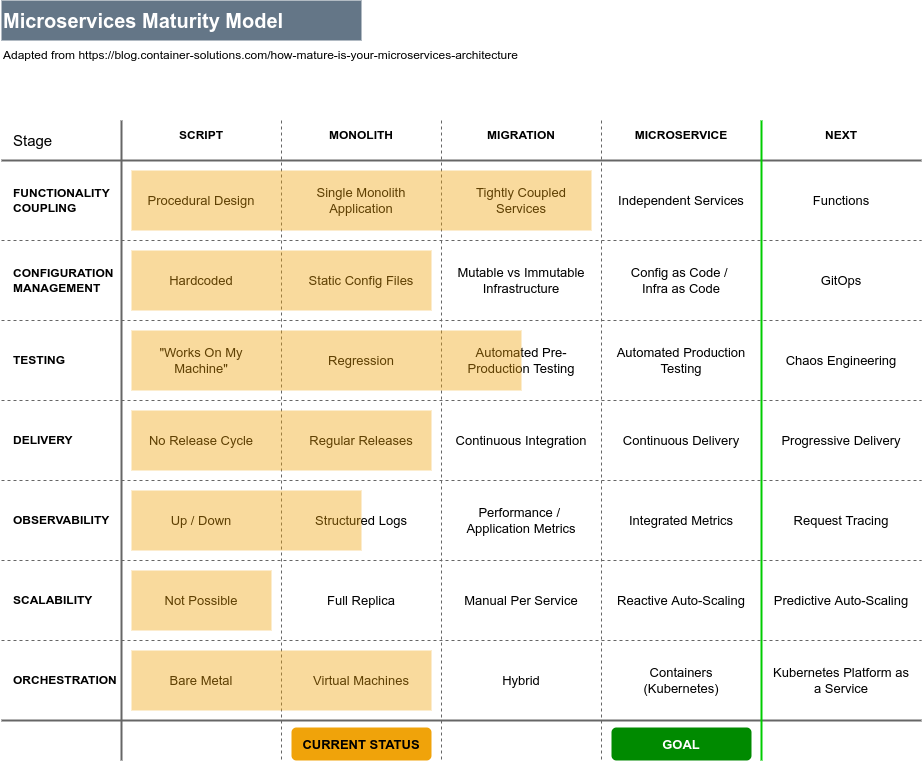 Microservices Maturity Model
Adapted from https://blog.container-solutions.com/how-mature-is-your-microservices-architecture
Stage
SCRIPT
MONOLITH
MIGRATION
MICROSERVICE
NEXT
FUNCTIONALITY
COUPLING
Procedural Design
Single Monolith
Application
Tightly Coupled
Services
Independent Services
Functions
CONFIGURATION
MANAGEMENT
Hardcoded
Static Config Files
Mutable vs Immutable
Infrastructure
Config as Code /
Infra as Code
GitOps
TESTING
"Works On My
Machine"
Regression
Automated Pre-
Production Testing
Automated Production
Testing
Chaos Engineering
DELIVERY
No Release Cycle
Regular Releases
Continuous Integration
Continuous Delivery
Progressive Delivery
OBSERVABILITY
Up / Down
Structured Logs
Performance /
Application Metrics
Integrated Metrics
Request Tracing
SCALABILITY
Not Possible
Full Replica
Manual Per Service
Reactive Auto-Scaling
Predictive Auto-Scaling
ORCHESTRATION
Bare Metal
Virtual Machines
Hybrid
Containers
(Kubernetes)
Kubernetes Platform as
a Service
CURRENT STATUS
GOAL